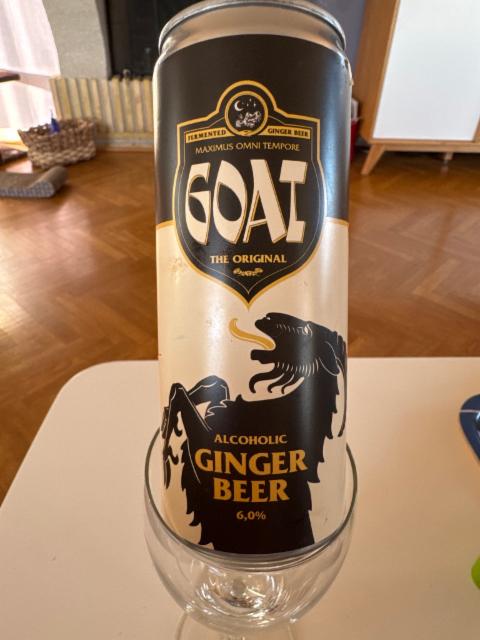 FERMENTED GINGER BEER
MAXIMUS OMNI TEMPORE
GOAT
THE ORIGINAL
ALCOHOLIC
GINGER
BEER
6,0%